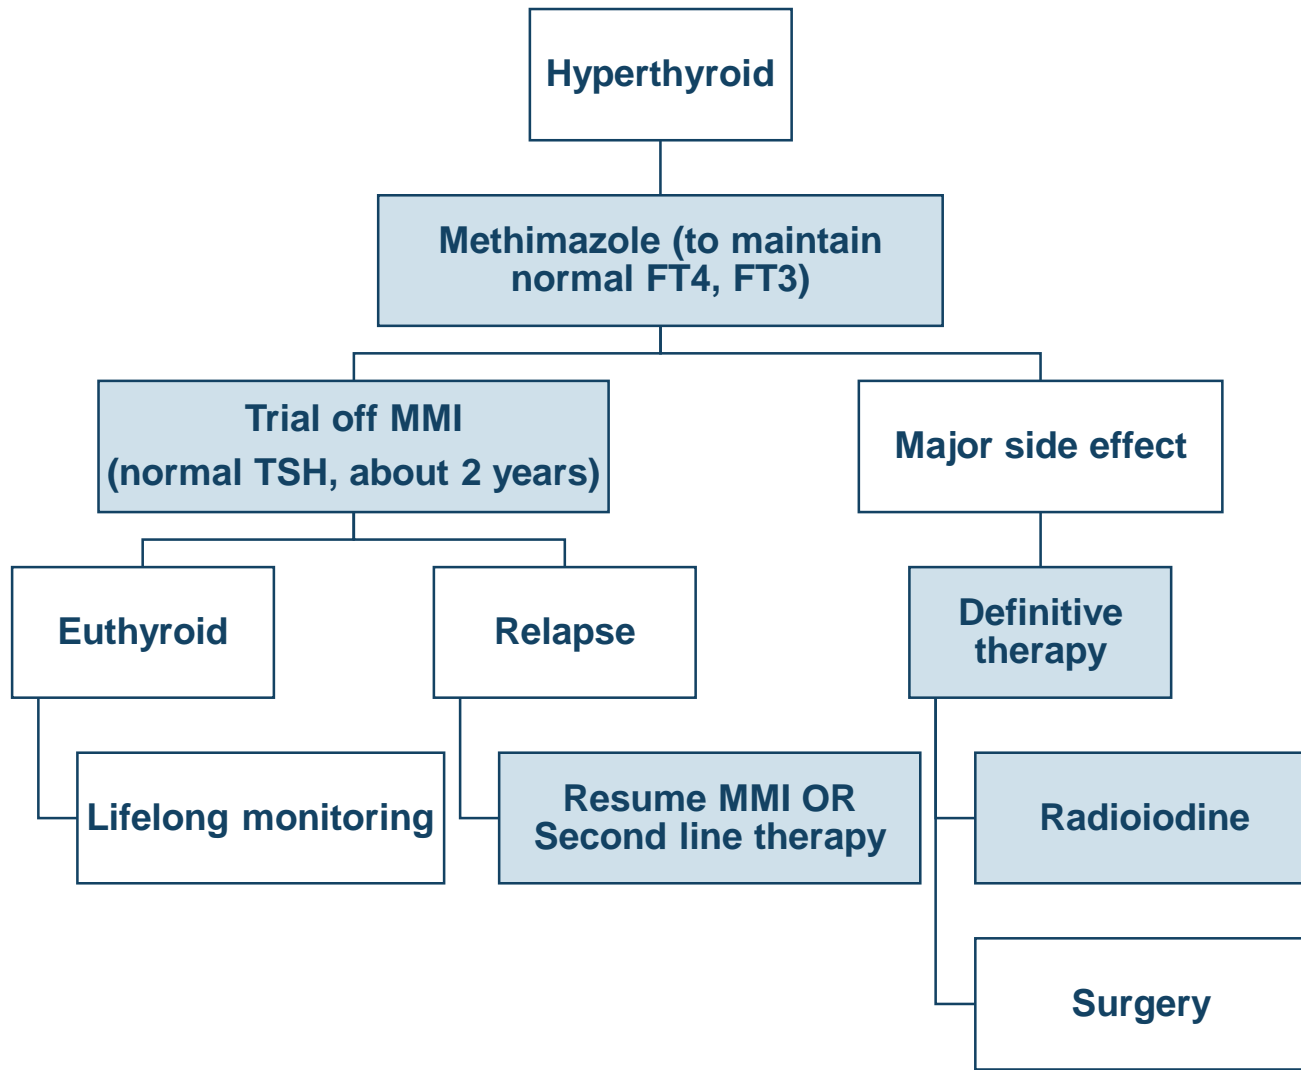 Hyperthyroid
Methimazole (to maintain
normal FT4, FT3)
Trial off MMI
(normal TSH, about 2 years)
Major side effect
Euthyroid
Relapse
Definitive
therapy
Lifelong monitoring
Resume MMI OR
Second line therapy
Radioiodine
Surgery